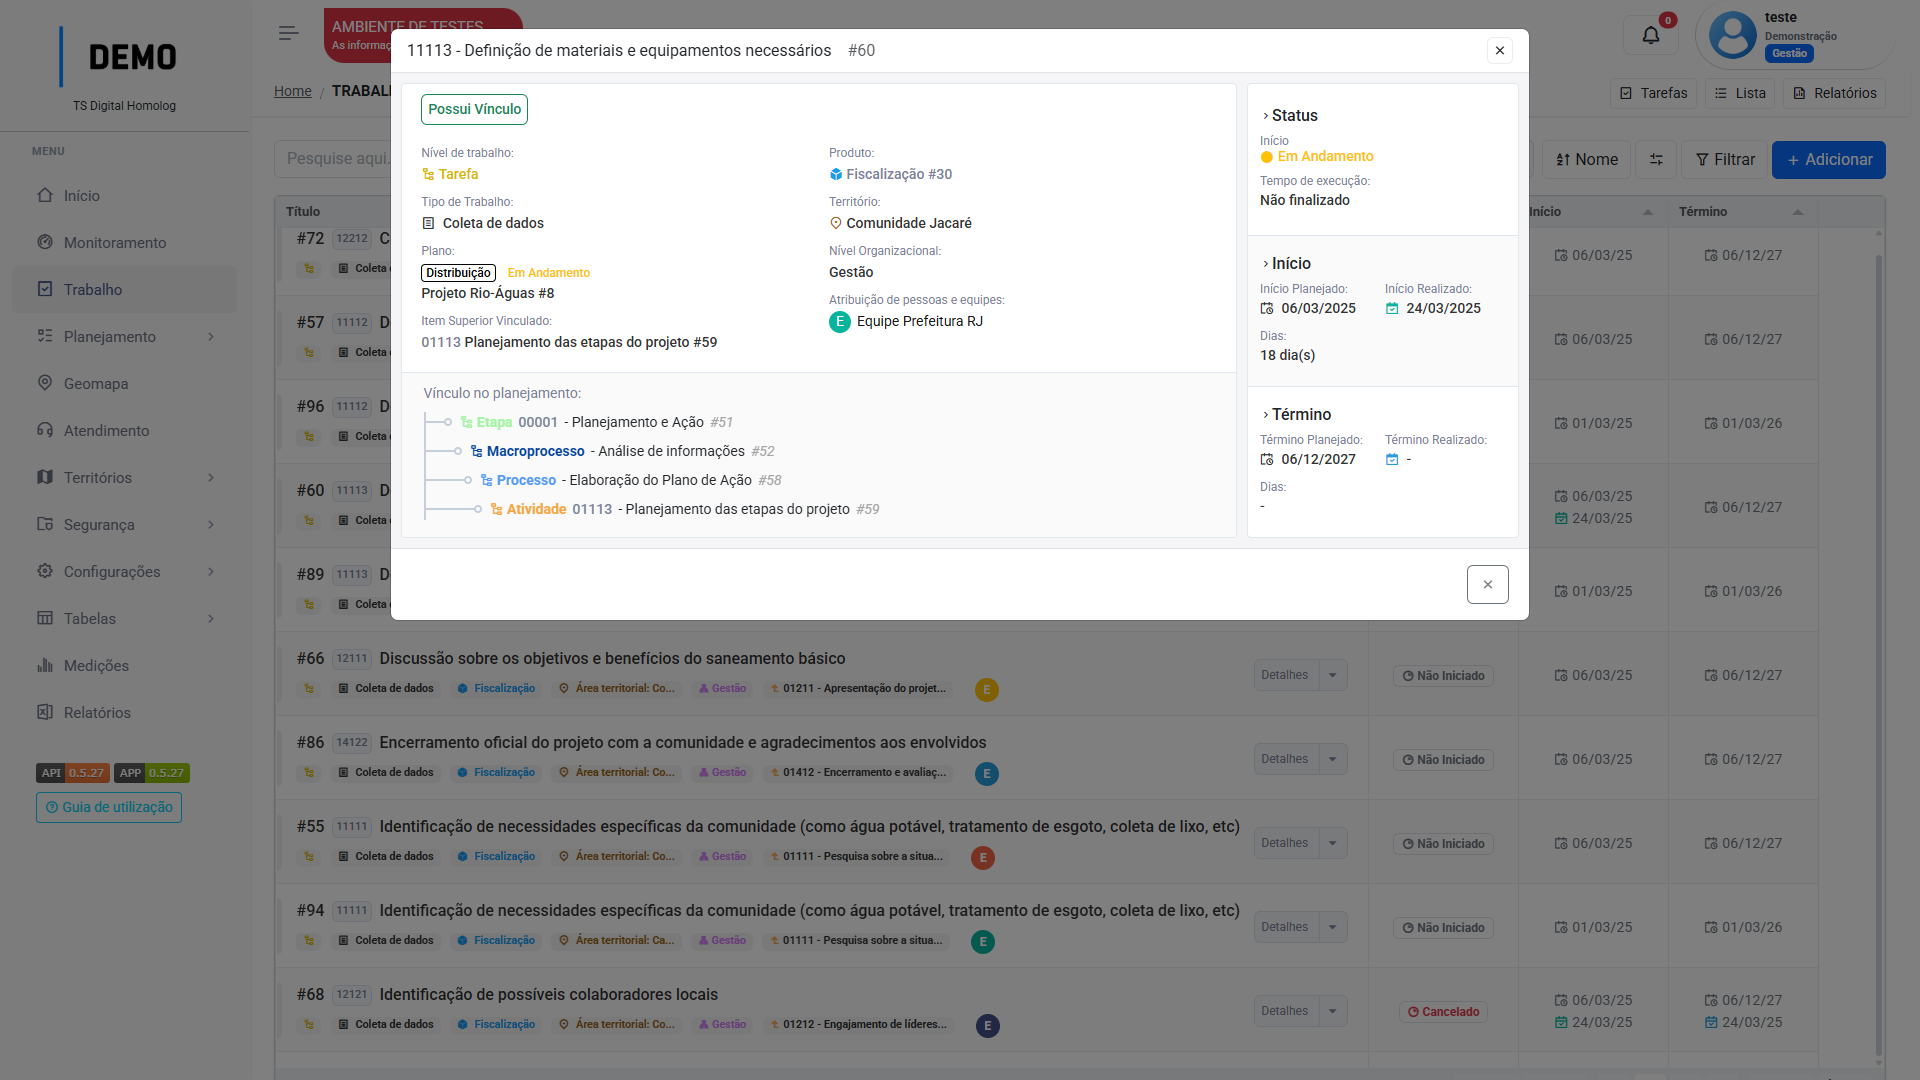 DEMO
TS Digital Homolog
MENU
Início
Monitoramento
Trabalho
Planejamento
Geomapa
Atendimento
Territórios
Segurança
Configurações
Tabelas
Medições
Relatórios
API 0.5.27 APP 0.5.27
Guia de utilização
AMBIENTE DE TESTES
0
teste
Demonstração
Gestão
Home /
Tarefas
Lista
Relatórios
Pesquise aqui.
Nome
Filtrar
+ Adicionar
11113 - Definição de materiais e equipamentos necessários #60
Possui Vínculo
Nível de trabalho:
Tarefa
Tipo de Trabalho:
Coleta de dados
Plano:
Distribuição Em Andamento
Projeto Rio-Águas #8
Item Superior Vinculado:
01113 Planejamento das etapas do projeto #59
Produto:
Fiscalização #30
Território:
Comunidade Jacaré
Nível Organizacional:
Gestão
Atribuição de pessoas e equipes:
E Equipe Prefeitura RJ
Vínculo no planejamento:
Etapa 00001 - Planejamento e Ação #51
Macroprocesso - Análise de informações #52
Processo - Elaboração do Plano de Ação #58
Atividade 01113 - Planejamento das etapas do projeto #59
Status
Início
Em Andamento
Tempo de execução:
Não finalizado
Início
Início Planejado: Início Realizado:
06/03/2025 24/03/2025
Dias:
18 dia(s)
Término
Término Planejado: Término Realizado:
06/12/2027 -
Dias:
-
Título Início Término
#72 12212 C 06/03/25 06/12/27
Coleta
#57 11112 D 06/03/25 06/12/27
Coleta
#96 11112 D 01/03/25 01/03/26
Coleta
#60 11113 D 06/03/25 06/12/27
Coleta 24/03/25
#89 11113 D 01/03/25 01/03/26
Coleta
#66 12111 Discussão sobre os objetivos e benefícios do saneamento básico Detalhes Não Iniciado 06/03/25 06/12/27
Coleta de dados Fiscalização Área territorial: Co... Gestão 01211 - Apresentação do projet... E
#86 14122 Encerramento oficial do projeto com a comunidade e agradecimentos aos envolvidos Detalhes Não Iniciado 06/03/25 06/12/27
Coleta de dados Fiscalização Área territorial: Co... Gestão 01412 - Encerramento e avaliaç... E
#55 11111 Identificação de necessidades específicas da comunidade (como água potável, tratamento de esgoto, coleta de lixo, etc) Detalhes Não Iniciado 06/03/25 06/12/27
Coleta de dados Fiscalização Área territorial: Co... Gestão 01111 - Pesquisa sobre a situa... E
#94 11111 Identificação de necessidades específicas da comunidade (como água potável, tratamento de esgoto, coleta de lixo, etc) Detalhes Não Iniciado 01/03/25 01/03/26
Coleta de dados Fiscalização Área territorial: Ca... Gestão 01111 - Pesquisa sobre a situa... E
#68 12121 Identificação de possíveis colaboradores locais Detalhes Cancelado 06/03/25 06/12/27
Coleta de dados Fiscalização Área territorial: Co... Gestão 01212 - Engajamento de líderes... E 24/03/25 24/03/25